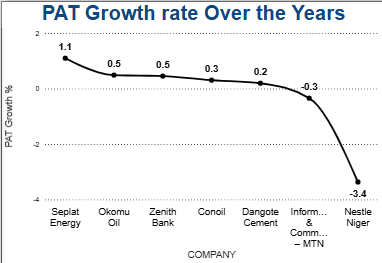 PAT Growth rate Over the Years
PAT Growth %
2
0
-2
-4
1.1
0.5
0.5
0.3
0.2
-0.3
-3.4
Seplat
Energy
Okomu
Oil
Zenith
Bank
Conoil
Dangote
Cement
Inform...
&
Comm...
– MTN
Nestle
Niger
COMPANY